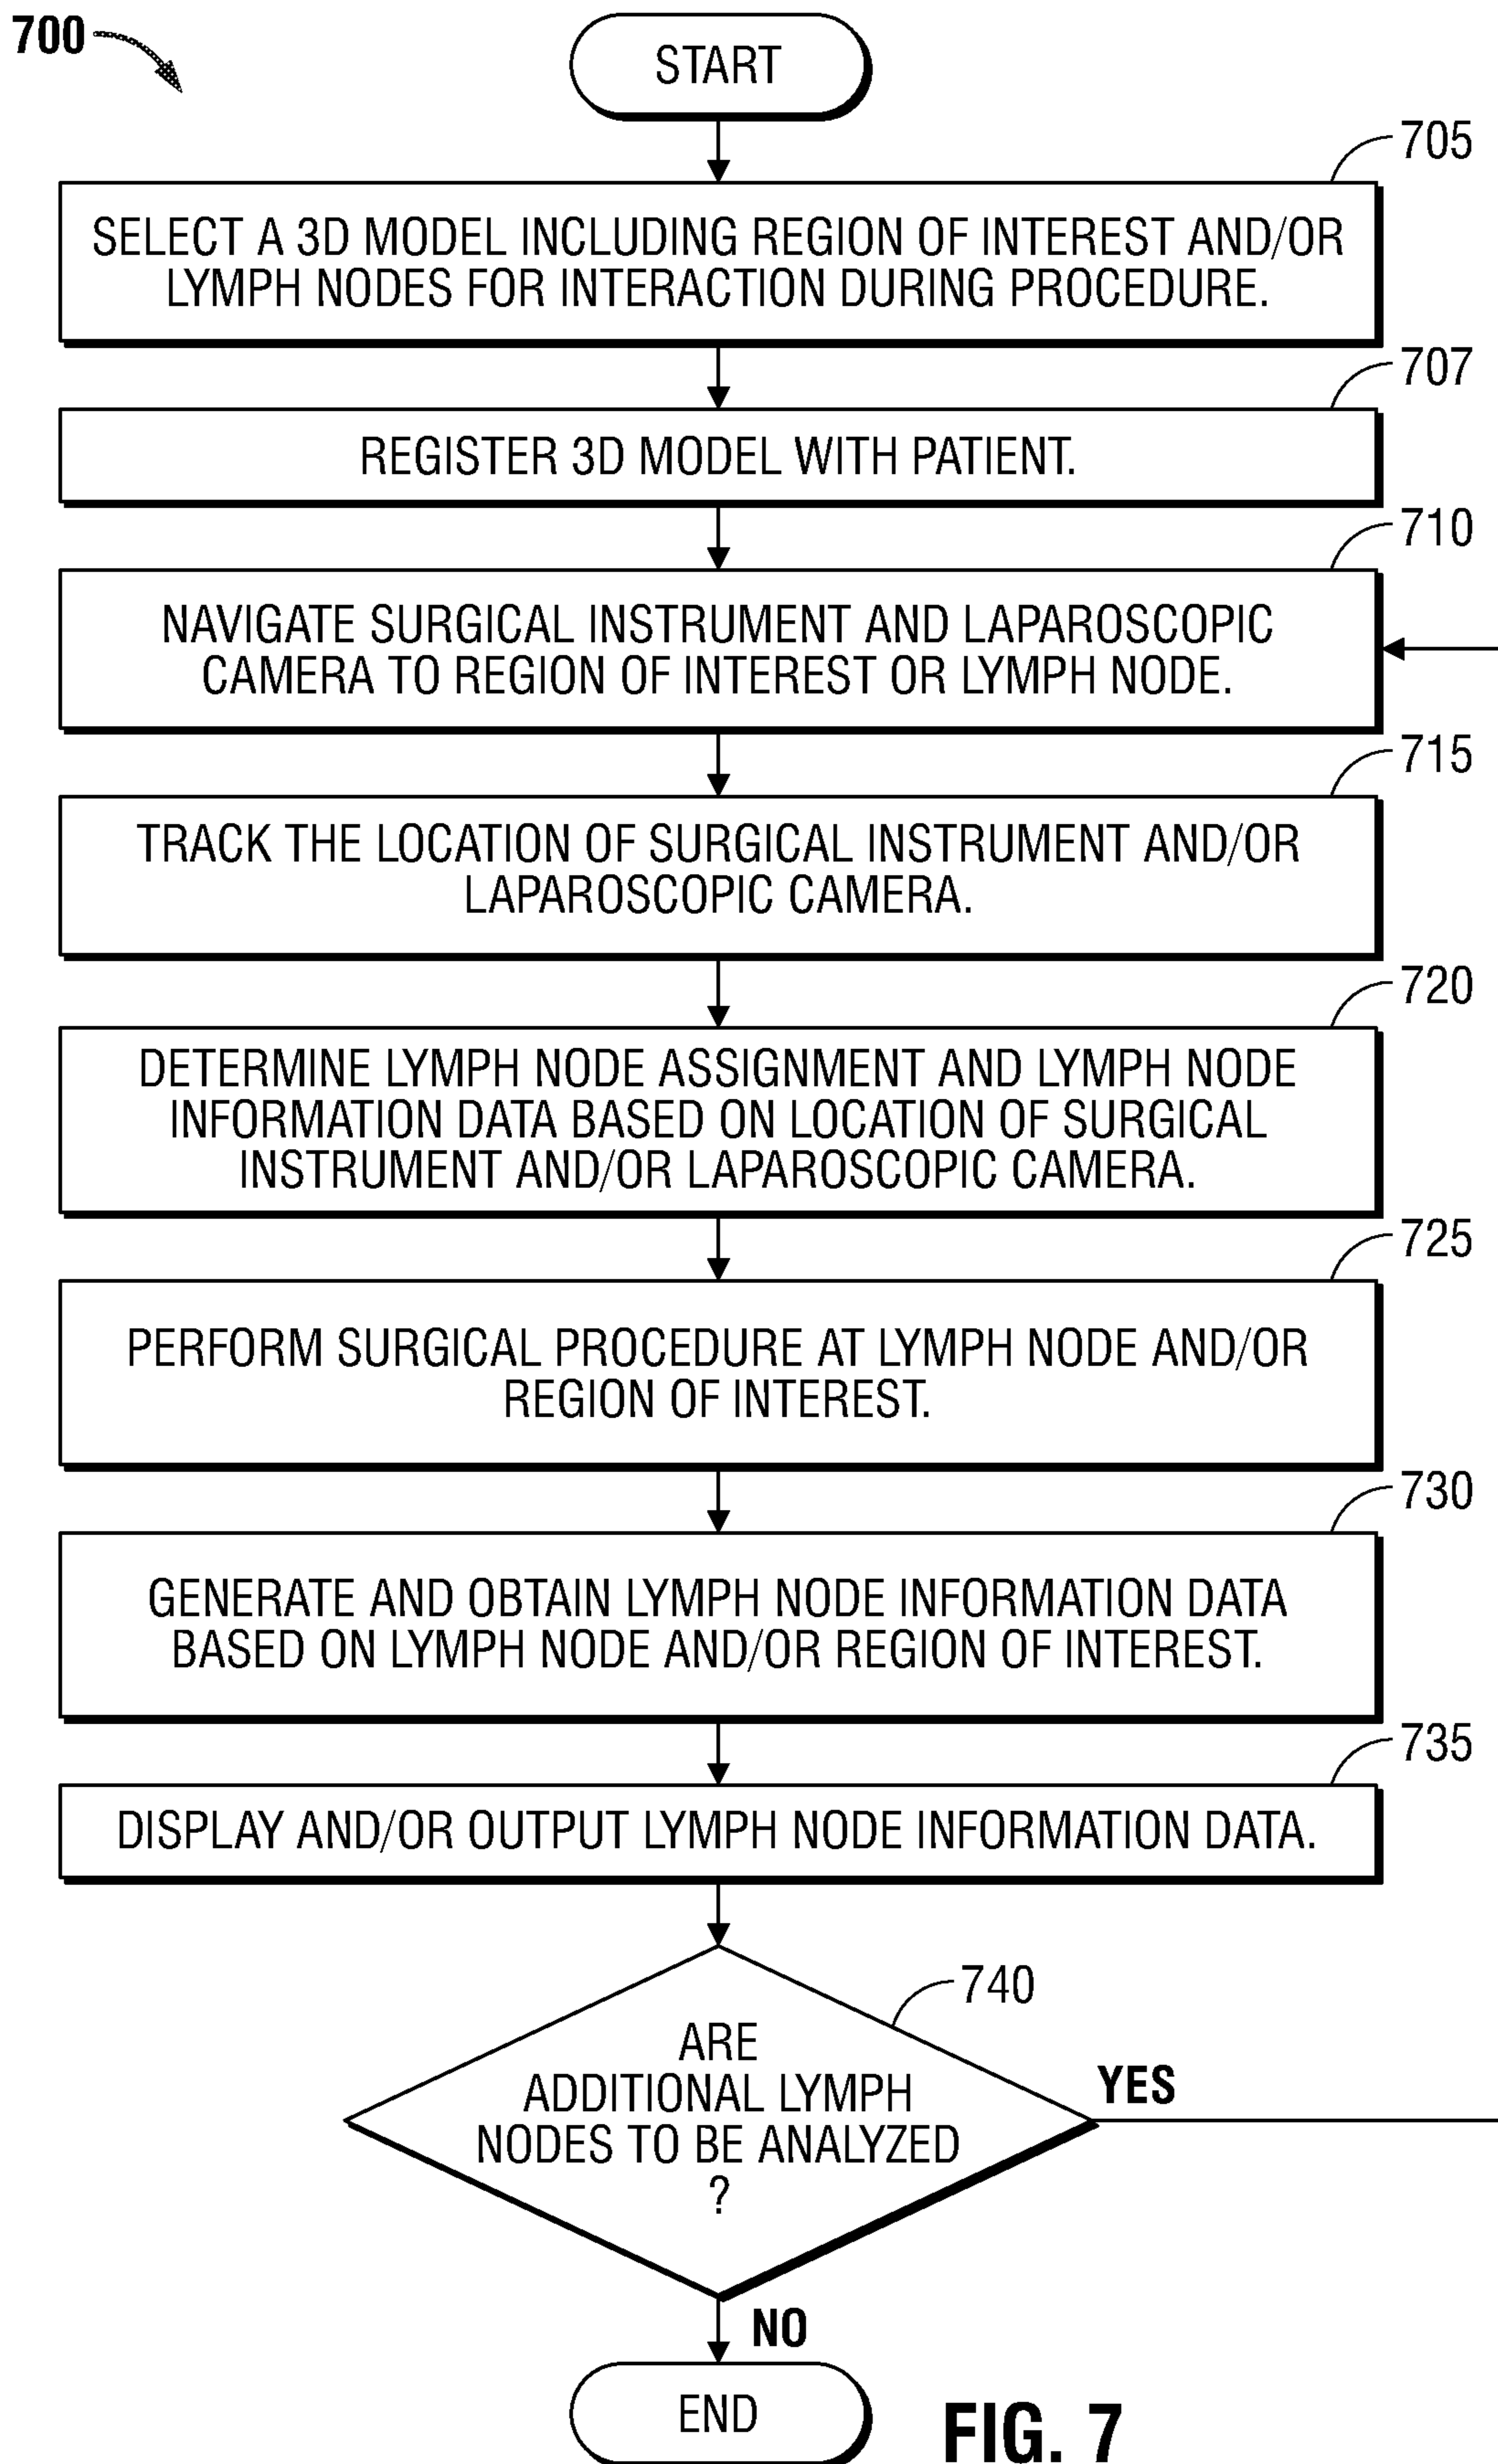 700
START
705
SELECT A 3D MODEL INCLUDING REGION OF INTEREST AND/OR
LYMPH NODES FOR INTERACTION DURING PROCEDURE.
707
REGISTER 3D MODEL WITH PATIENT.
710
NAVIGATE SURGICAL INSTRUMENT AND LAPAROSCOPIC
CAMERA TO REGION OF INTEREST OR LYMPH NODE.
715
TRACK THE LOCATION OF SURGICAL INSTRUMENT AND/OR
LAPAROSCOPIC CAMERA.
720
DETERMINE LYMPH NODE ASSIGNMENT AND LYMPH NODE
INFORMATION DATA BASED ON LOCATION OF SURGICAL
INSTRUMENT AND/OR LAPAROSCOPIC CAMERA.
725
PERFORM SURGICAL PROCEDURE AT LYMPH NODE AND/OR
REGION OF INTEREST.
730
GENERATE AND OBTAIN LYMPH NODE INFORMATION DATA
BASED ON LYMPH NODE AND/OR REGION OF INTEREST.
735
DISPLAY AND/OR OUTPUT LYMPH NODE INFORMATION DATA.
740
ARE
ADDITIONAL LYMPH
NODES TO BE ANALYZED
?
YES
NO
END
FIG. 7